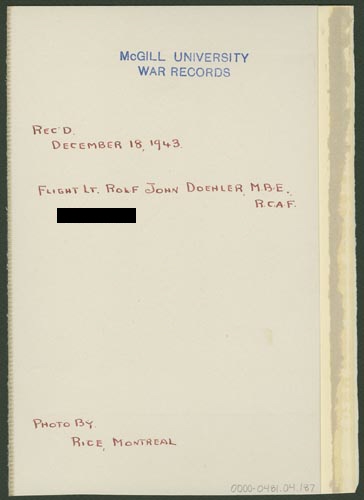 McGILL UNIVERSITY
WAR RECORDS
REC'D.
DECEMBER 18, 1943.
FLIGHT LT. ROLF JOHN DOEHLER, M.B.E.,
R.C.A.F.
PHOTO BY.
RICE, MONTREAL
0000-0481.04.187